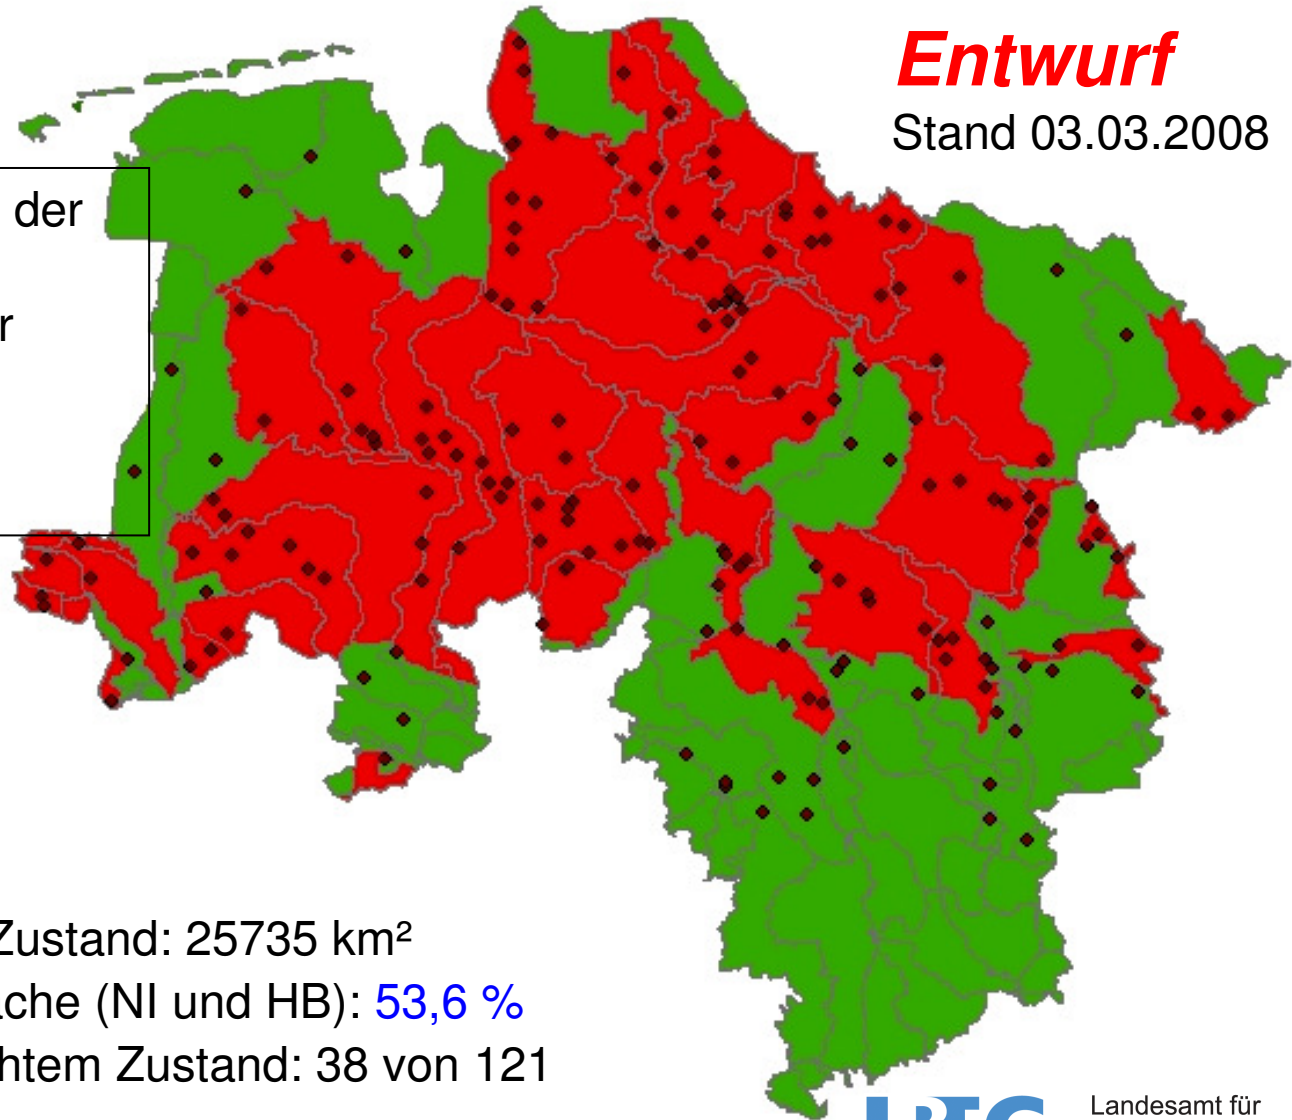 Entwurf
Stand 03.03.2008
der
r
Zustand: 25735 km²
che (NI und HB): 53,6 %
htem Zustand: 38 von 121
Landesamt für